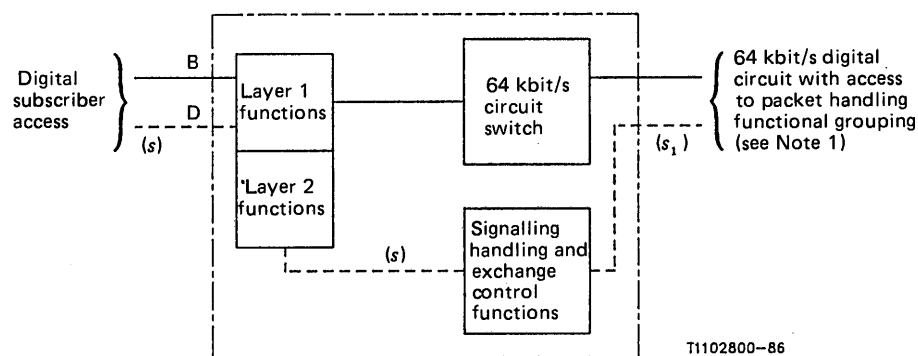 Digital
subscriber
access
B
D
(s)
Layer 1
functions
Layer 2
functions
(s)
64 kbit/s
circuit
switch
Signalling
handling and
exchange
control
functions
(s₁)
64 kbit/s digital
circuit with access
to packet handling
functional grouping
(see Note 1)
T1102800–86